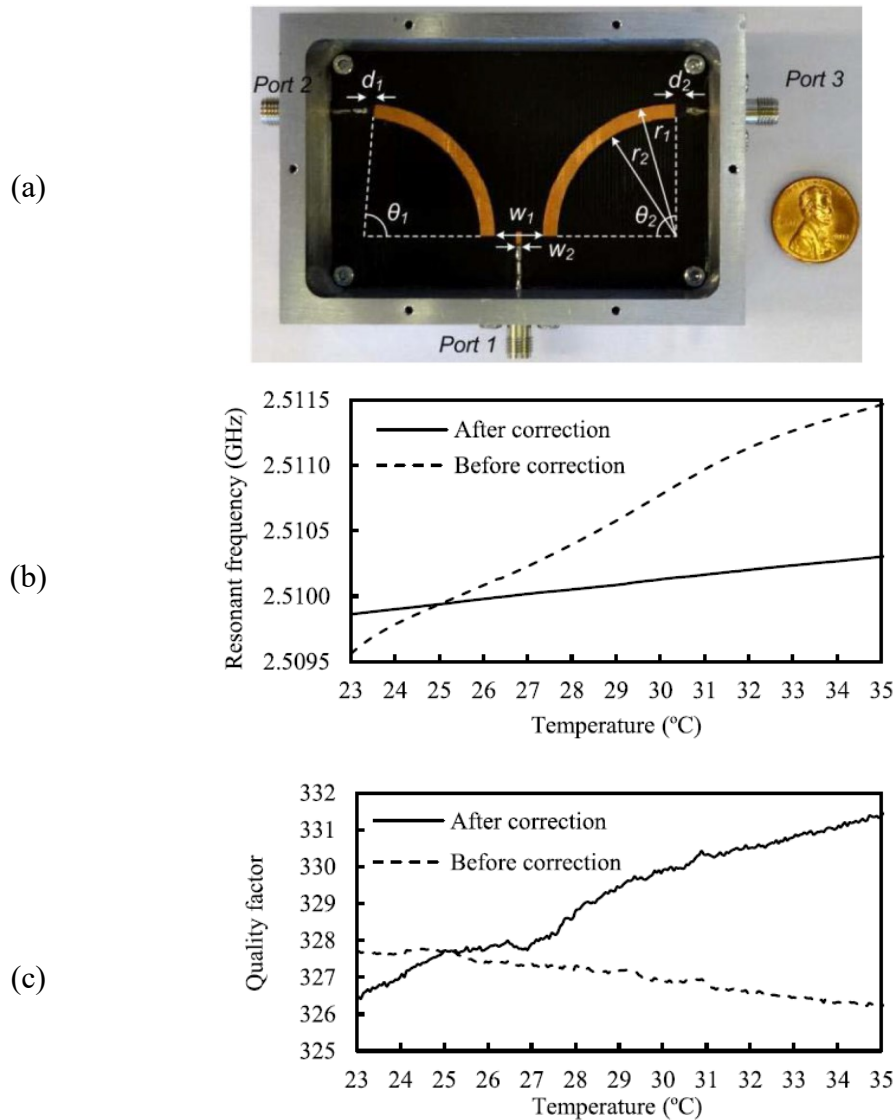 (a)
Port 2
d1
d2
Port 3
r1
r2
θ1
w1
θ2
w2
Port 1
(b)
Resonant frequency (GHz)
2.5115
2.5110
2.5105
2.5100
2.5095
After correction
Before correction
23 24 25 26 27 28 29 30 31 32 33 34 35
Temperature (ºC)
(c)
Quality factor
332
331
330
329
328
327
326
325
After correction
Before correction
23 24 25 26 27 28 29 30 31 32 33 34 35
Temperature (ºC)